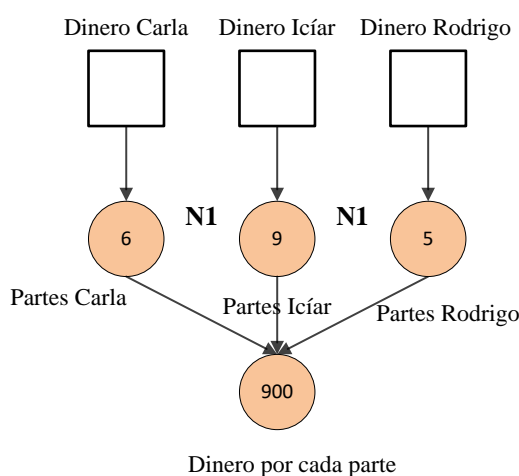 Dinero Carla
Dinero Icíar
Dinero Rodrigo
N1
N1
6
9
5
Partes Carla
Partes Icíar
Partes Rodrigo
900
Dinero por cada parte